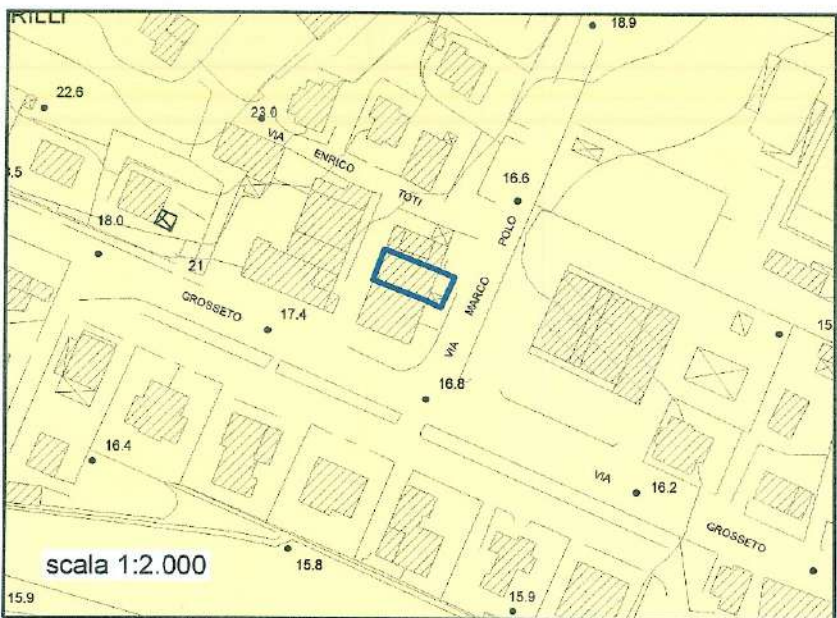 RILLI
18.9
22.6
23.0
VIA
ENRICO
TOTI
16.6
POLO
MARCO
VIA
18.0
21
GROSSETO
17.4
15
16.8
16.4
VIA
16.2
GROSSETO
scala 1:2.000
15.8
15.9
15.9